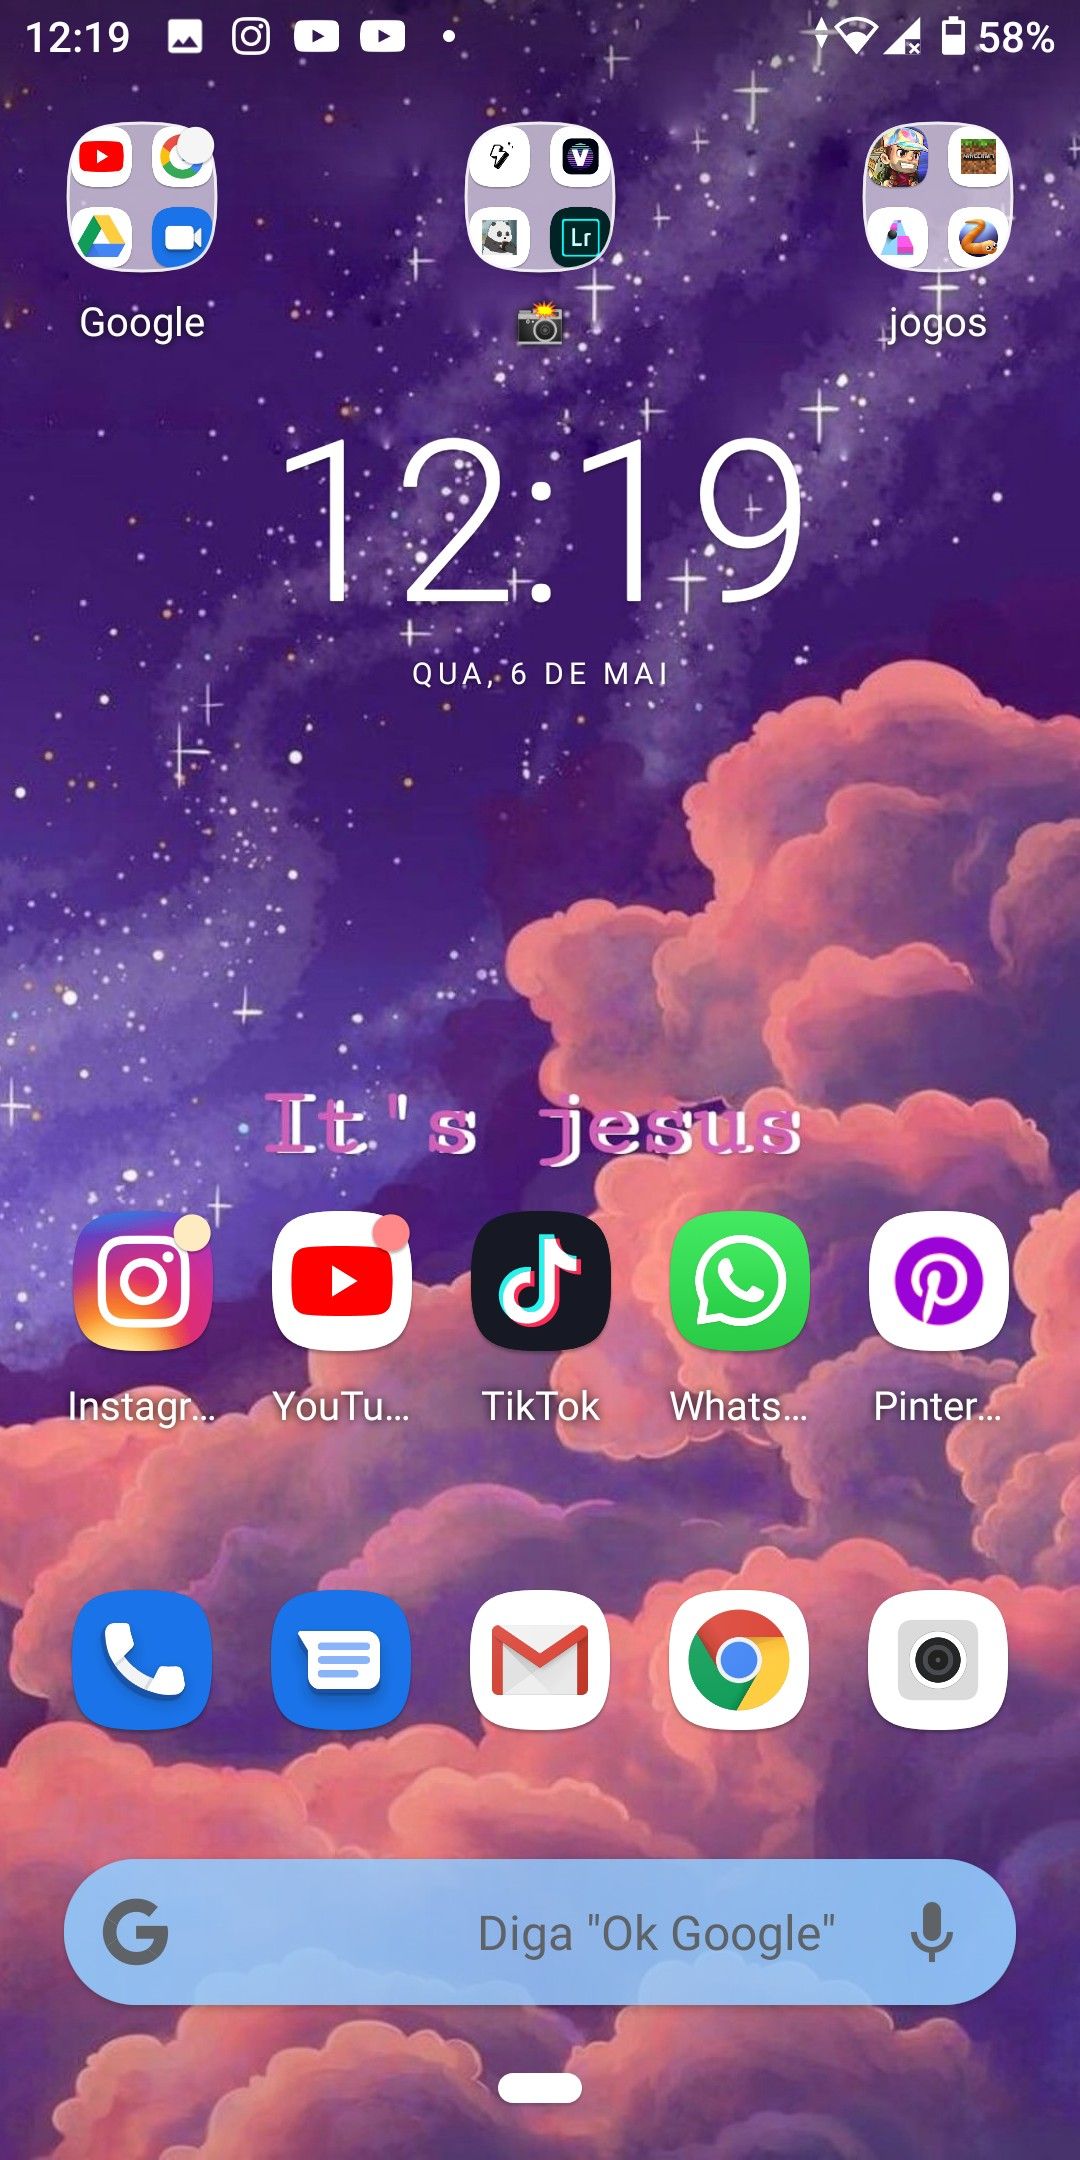 12:19 58%
Lr
Google 📸 jogos
12:19
QUA, 6 DE MAI
It's jesus
Instagr... YouTu... TikTok Whats... Pinter...
G Diga "Ok Google"